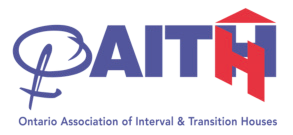 OAITH
Ontario Association of Interval & Transition Houses